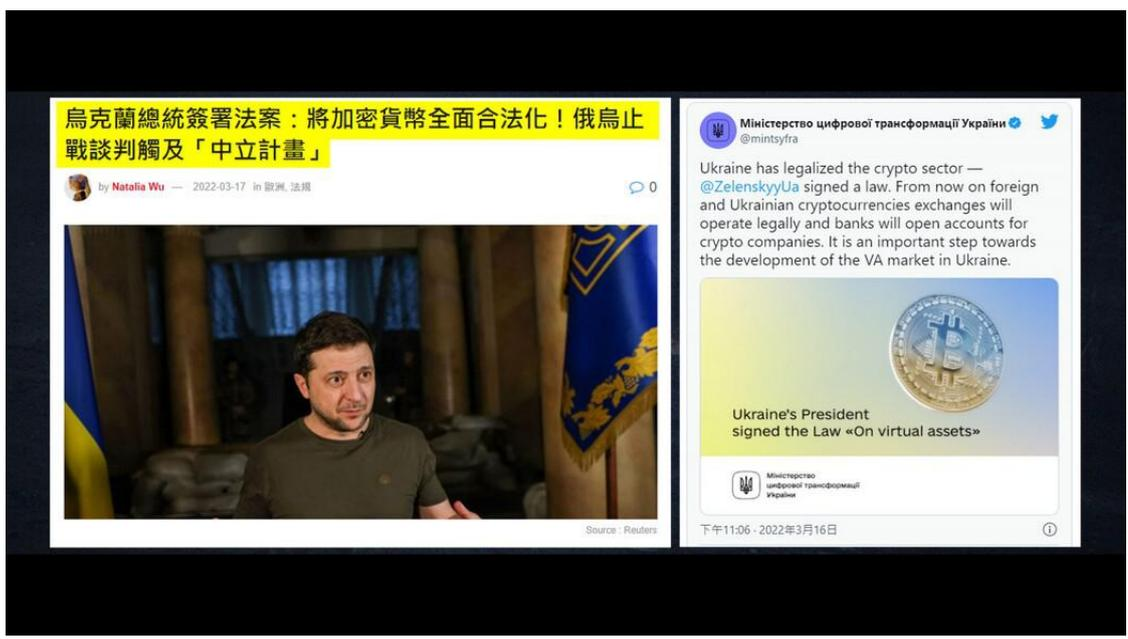 烏克蘭總統簽署法案：將加密貨幣全面合法化！俄烏止
戰談判觸及「中立計畫」
by Natalia Wu — 2022-03-17 in 歐洲, 法規
0
Source : Reuters
Міністерство цифрової трансформації України
@mintsyfra
Ukraine has legalized the crypto sector —
@ZelenskyyUa signed a law. From now on foreign
and Ukrainian cryptocurrencies exchanges will
operate legally and banks will open accounts for
crypto companies. It is an important step towards
the development of the VA market in Ukraine.
Ukraine's President
signed the Law «On virtual assets»
Міністерство
цифрової трансформації
України
下午11:06 · 2022年3月16日